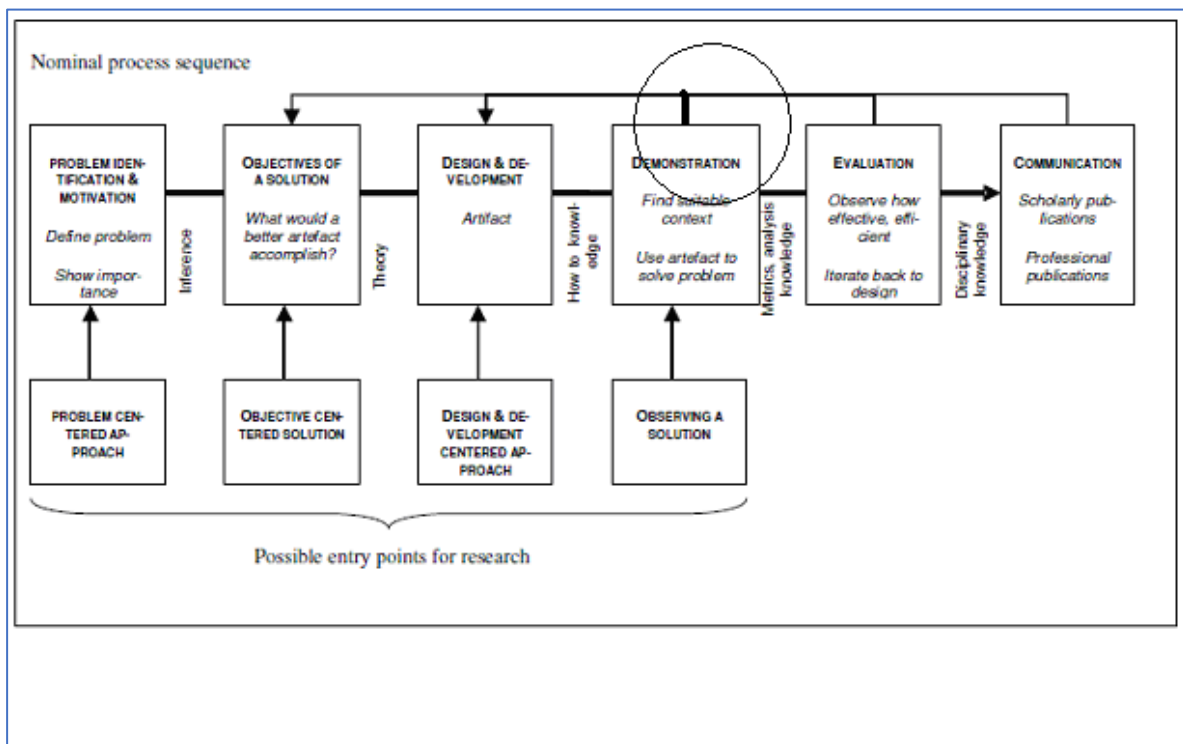 Nominal process sequence
PROBLEM IDEN-
TIFICATION &
MOTIVATION
Define problem
Show impor-
tance
Inference
OBJECTIVES OF
A SOLUTION
What would a
better artefact
accomplish?
Theory
DESIGN & DE-
VELOPMENT
Artifact
How to knowl-
edge
DEMONSTRATION
Find suitable
context
Use artefact to
solve problem
Metrics, analysis
knowledge
EVALUATION
Observe how
effective, effi-
cient
Iterate back to
design
Disciplinary
knowledge
COMMUNICATION
Scholarly pub-
lications
Professional
publications
PROBLEM CEN-
TERED AP-
PROACH
OBJECTIVE CEN-
TERED SOLUTION
DESIGN & DE-
VELOPMENT
CENTERED AP-
PROACH
OBSERVING A
SOLUTION
Possible entry points for research